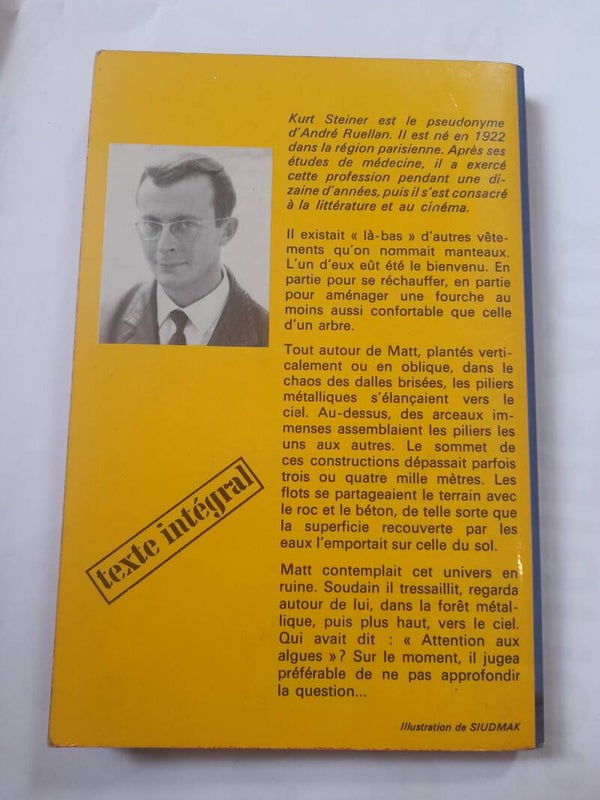 Kurt Steiner est le pseudonyme
d'André Ruellan. Il est né en 1922
dans la région parisienne. Après ses
études de médecine, il a exercé
cette profession pendant une di-
zaine d'années, puis il s'est consacré
à la littérature et au cinéma.
Il existait « là-bas » d'autres vête-
ments qu'on nommait manteaux.
L'un d'eux eût été le bienvenu. En
partie pour se réchauffer, en partie
pour aménager une fourche au
moins aussi confortable que celle
d'un arbre.
Tout autour de Matt, plantés verti-
calement ou en oblique, dans le
chaos des dalles brisées, les piliers
métalliques s'élançaient vers le
ciel. Au-dessus, des arceaux im-
menses assemblaient les piliers les
uns aux autres. Le sommet de
ces constructions dépassait parfois
trois ou quatre mille mètres. Les
flots se partageaient le terrain avec
le roc et le béton, de telle sorte que
la superficie recouverte par les
eaux l'emportait sur celle du sol.
Matt contemplait cet univers en
ruine. Soudain il tressaillit, regarda
autour de lui, dans la forêt métal-
lique, puis plus haut, vers le ciel.
Qui avait dit : « Attention aux
algues »? Sur le moment, il jugea
préférable de ne pas approfondir
la question...
texte intégral
Illustration de SIUDMAK